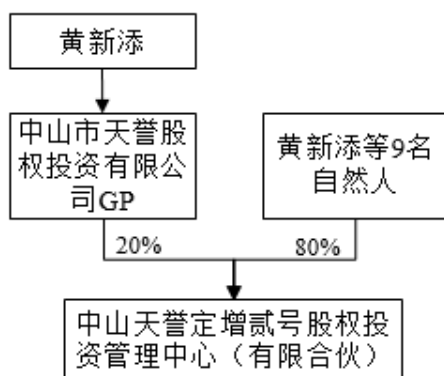 黄新添
中山市天誉股
权投资有限公
司GP
黄新添等9名
自然人
20%
80%
中山天誉定增贰号股权投
资管理中心（有限合伙）